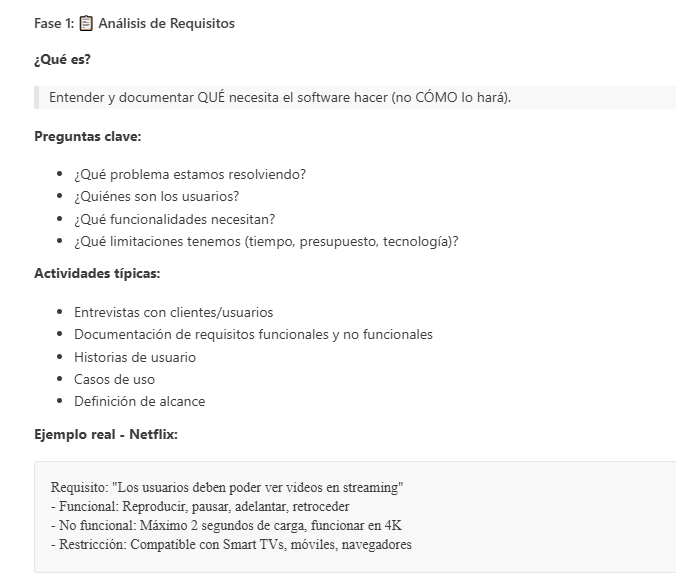 Fase 1: 📋 Análisis de Requisitos
¿Qué es?
Entender y documentar QUÉ necesita el software hacer (no CÓMO lo hará).
Preguntas clave:
• ¿Qué problema estamos resolviendo?
• ¿Quiénes son los usuarios?
• ¿Qué funcionalidades necesitan?
• ¿Qué limitaciones tenemos (tiempo, presupuesto, tecnología)?
Actividades típicas:
• Entrevistas con clientes/usuarios
• Documentación de requisitos funcionales y no funcionales
• Historias de usuario
• Casos de uso
• Definición de alcance
Ejemplo real - Netflix:
Requisito: "Los usuarios deben poder ver videos en streaming"
- Funcional: Reproducir, pausar, adelantar, retroceder
- No funcional: Máximo 2 segundos de carga, funcionar en 4K
- Restricción: Compatible con Smart TVs, móviles, navegadores